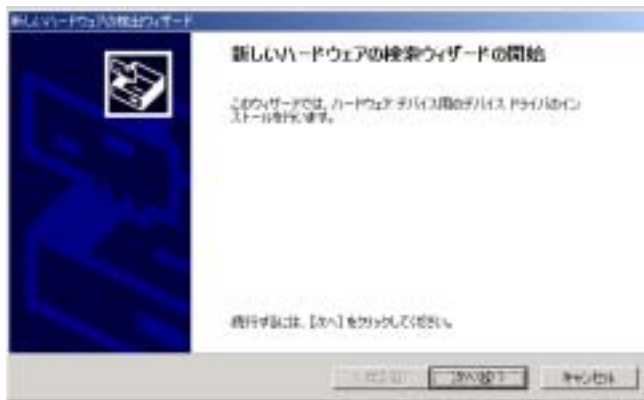 新しいハードウェアの検出ウィザード
新しいハードウェアの検索ウィザードの開始
このウィザードでは、ハードウェア デバイス用のデバイス ドライバのイン
ストールを行います。
続行するには、[次へ] をクリックしてください。
< 戻る(B)
次へ(N) >
キャンセル